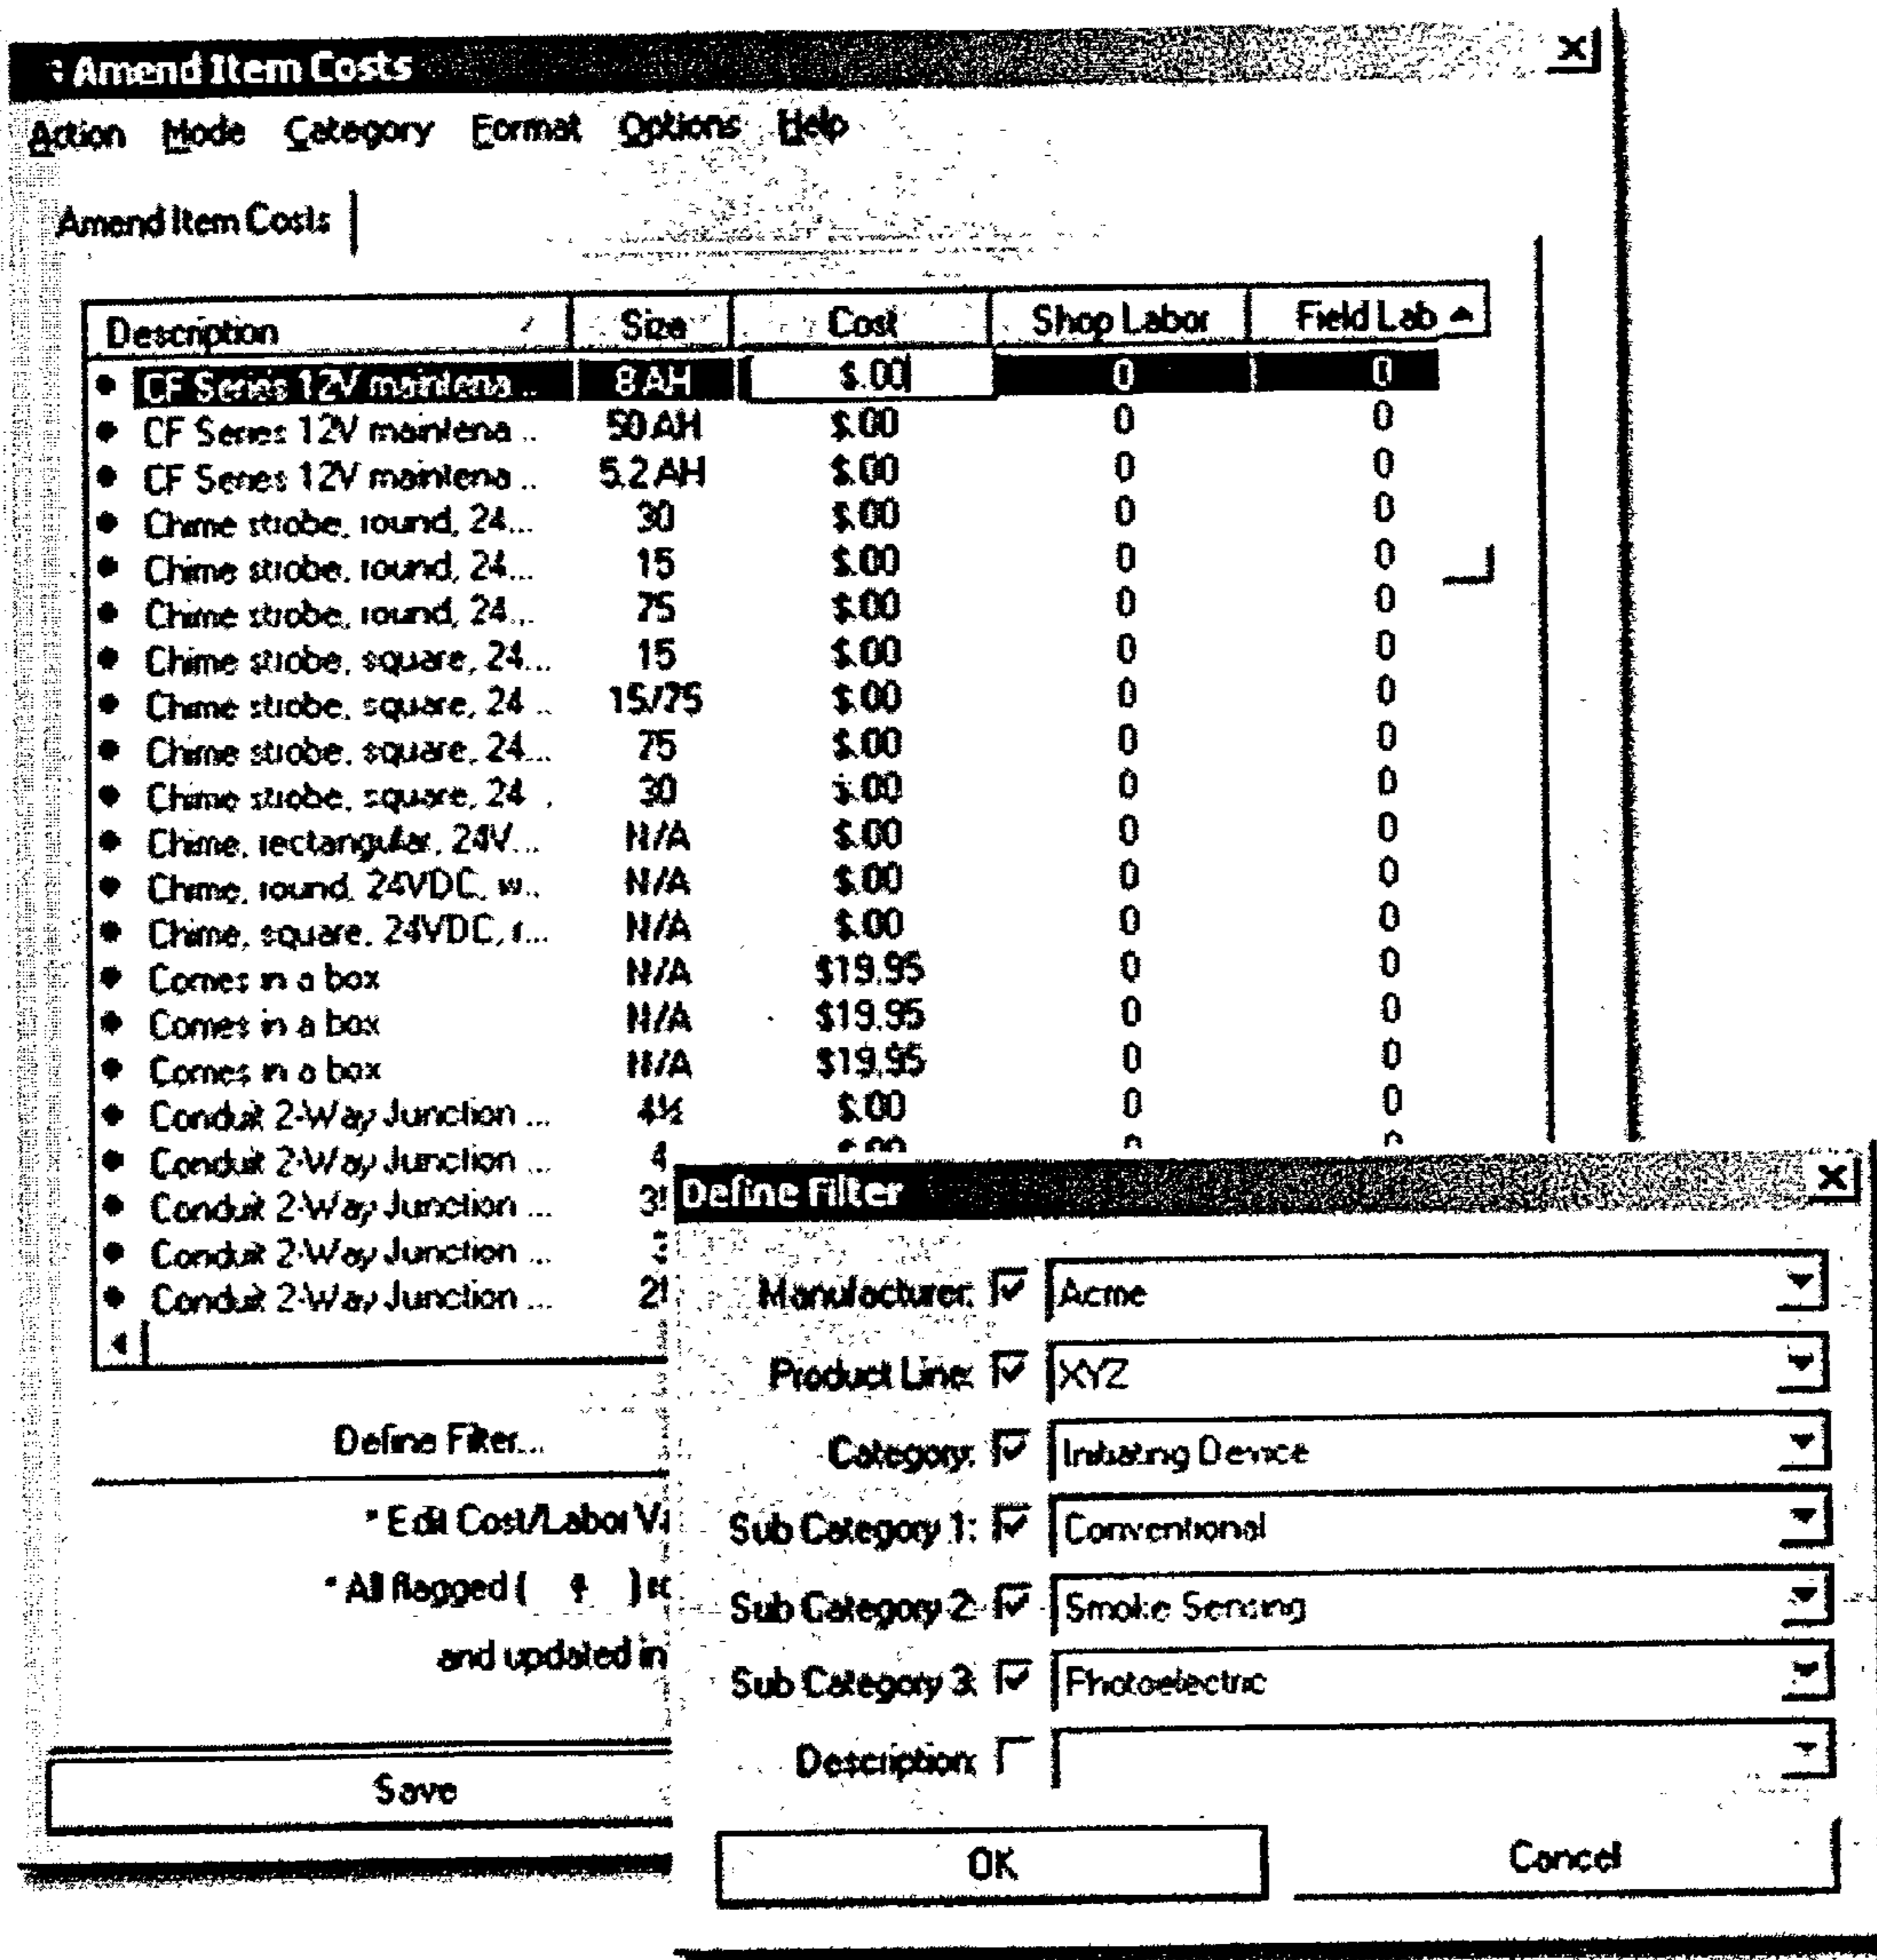 Amend Item Costs
Action Mode Category Format Options Help
Amend Item Costs
Description Size Cost Shop Labor Field Lab
CF Series 12V maintena... 8 AH $.00 0 0
CF Series 12V maintena... 50 AH $.00 0 0
CF Series 12V maintena... 5.2 AH $.00 0 0
Chime strobe, round, 24... 30 $.00 0 0
Chime strobe, round, 24... 15 $.00 0 0
Chime strobe, round, 24... 75 $.00 0 0
Chime strobe, square, 24... 15 $.00 0 0
Chime strobe, square, 24... 15/75 $.00 0 0
Chime strobe, square, 24... 75 $.00 0 0
Chime strobe, square, 24... 30 $.00 0 0
Chime, rectangular, 24V... N/A $.00 0 0
Chime, round, 24VDC, w... N/A $.00 0 0
Chime, square, 24VDC, r... N/A $.00 0 0
Comes in a box N/A $19.95 0 0
Comes in a box N/A $19.95 0 0
Comes in a box N/A $19.95 0 0
Conduit 2-Way Junction ... 4½ $.00 0 0
Conduit 2-Way Junction ... 4
Conduit 2-Way Junction ...
Conduit 2-Way Junction ...
Conduit 2-Way Junction ...
Define Filter...
* Edit Cost/Labor
* All flagged ( )
and updated in
Save
Define Filter
Manufacturer: Acme
Product Line: XYZ
Category: Initiating Device
Sub Category 1: Conventional
Sub Category 2: Smoke Sensing
Sub Category 3: Photoelectric
Description:
OK Cancel